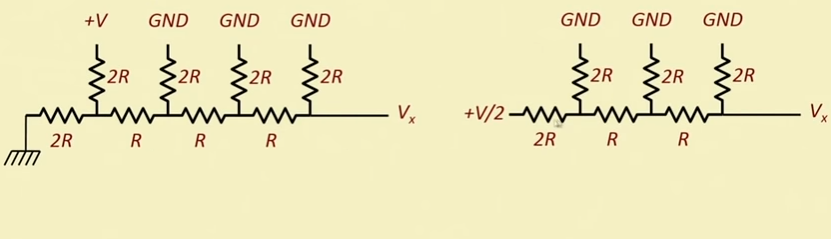 +V GND GND GND
2R 2R 2R 2R
Vx
2R R R R
GND GND GND
2R 2R 2R
+V/2 Vx
2R R R